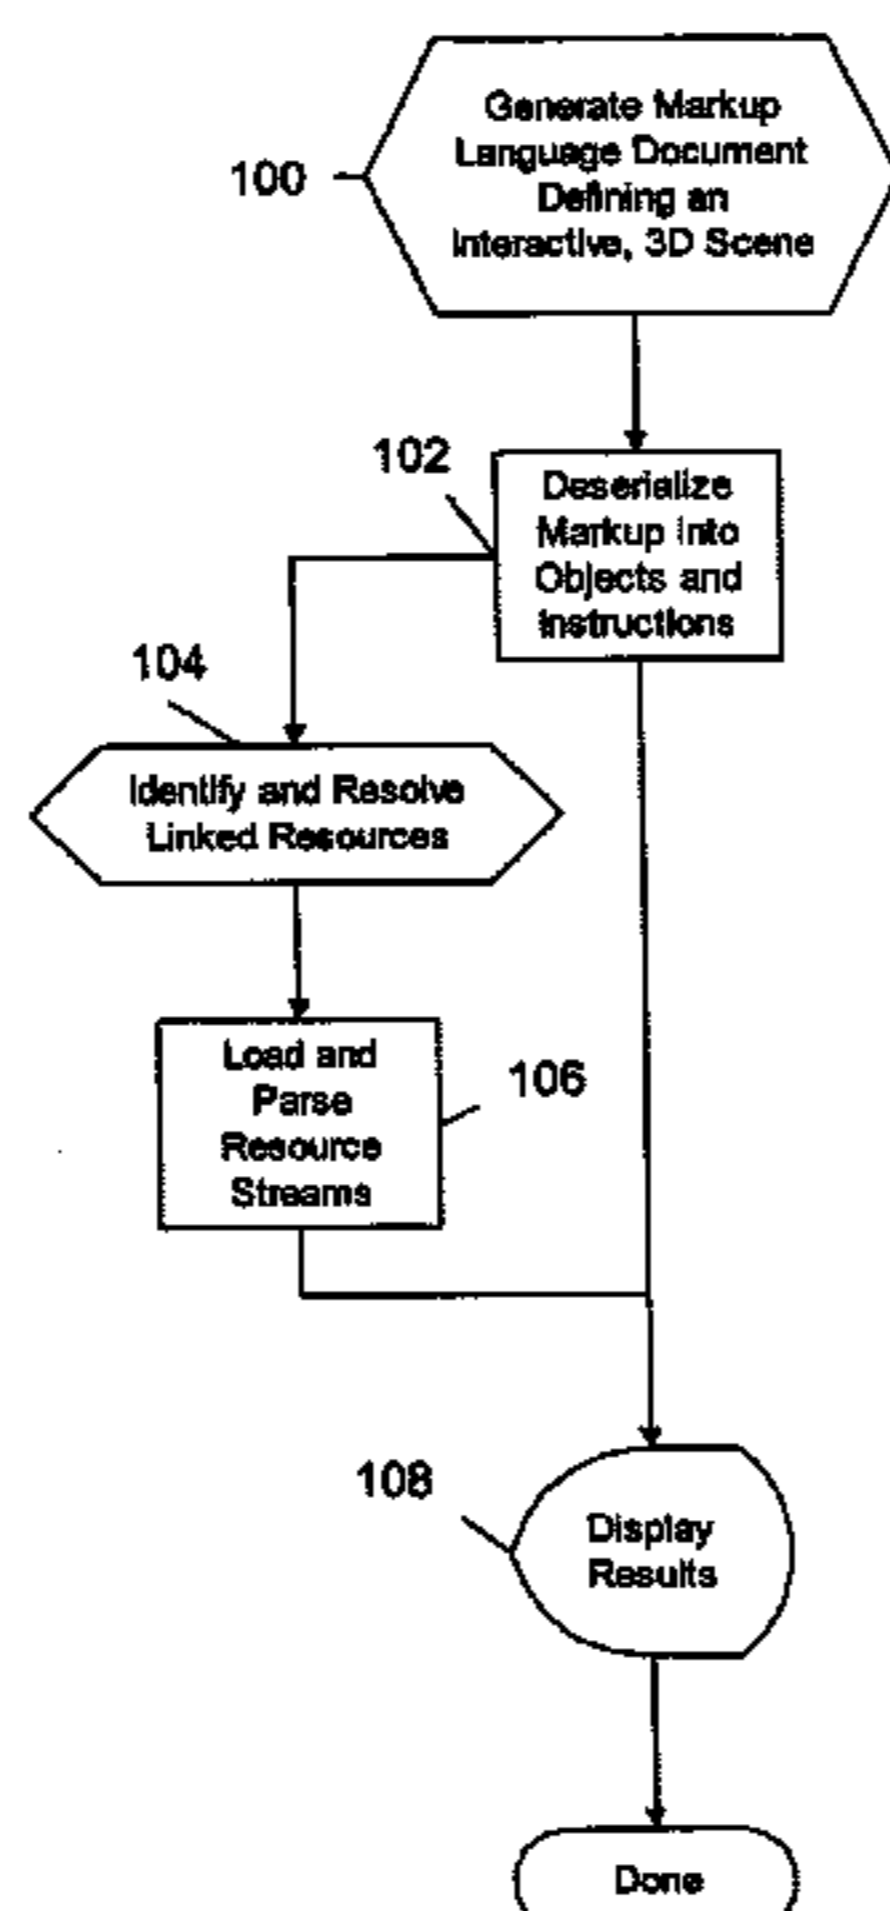 Generate Markup
Language Document
Defining an
Interactive, 3D Scene
100
102
Deserialize
Markup into
Objects and
Instructions
104
Identify and Resolve
Linked Resources
Load and
Parse
Resource
Streams
106
108
Display
Results
Done